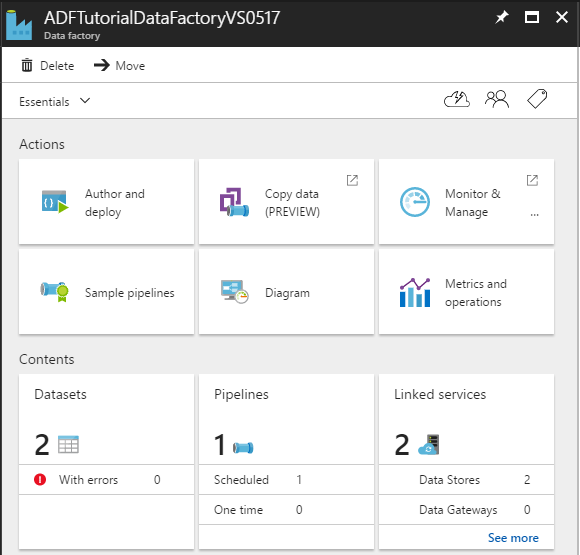 ADFTutorialDataFactoryVS0517
Data factory
Delete
Move
Essentials
Actions
Author and
deploy
Copy data
(PREVIEW)
Monitor &
Manage
...
Sample pipelines
Diagram
Metrics and
operations
Contents
Datasets
2
With errors 0
Pipelines
1
Scheduled 1
One time 0
Linked services
2
Data Stores 2
Data Gateways 0
See more